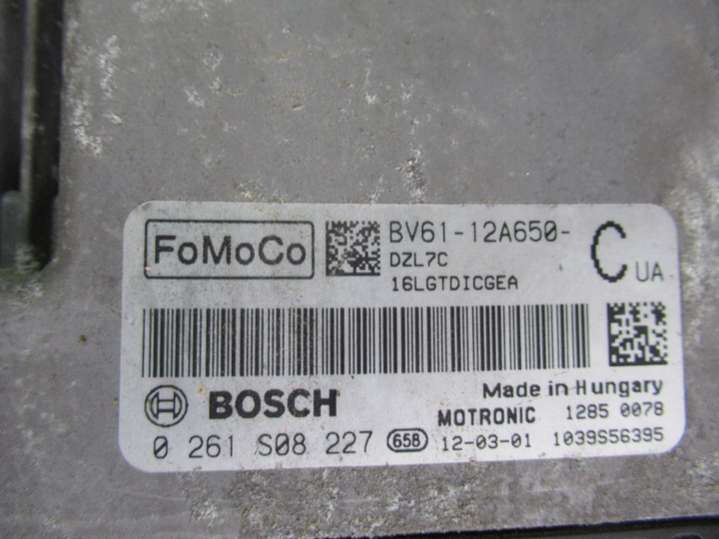 FoMoCo
BV61-12A650- C UA
DZL7C
16LGTDICGEA
Made in Hungary
BOSCH
MOTRONIC 1285 0078
0 261 S08 227 658 12-03-01 1039S56395